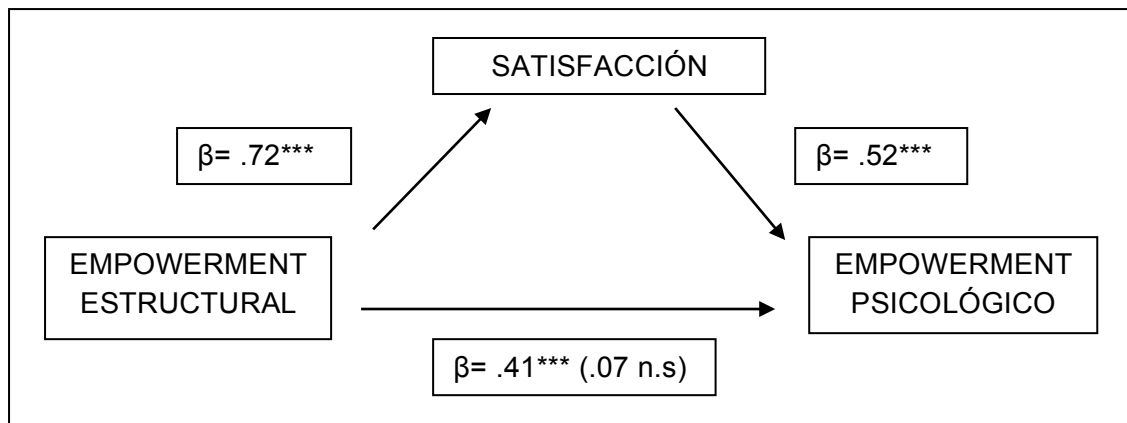 SATISFACCIÓN
β= .72***
β= .52***
EMPOWERMENT
ESTRUCTURAL
EMPOWERMENT
PSICOLÓGICO
β= .41*** (.07 n.s)